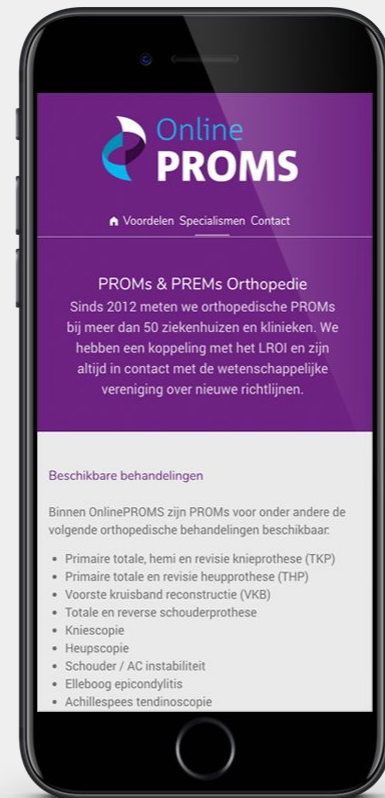 Online
PROMS
Voordelen Specialismen Contact
PROMs & PREMs Orthopedie
Sinds 2012 meten we orthopedische PROMs
bij meer dan 50 ziekenhuizen en klinieken. We
hebben een koppeling met het LROI en zijn
altijd in contact met de wetenschappelijke
vereniging over nieuwe richtlijnen.
Beschikbare behandelingen
Binnen OnlinePROMS zijn PROMs voor onder andere de
volgende orthopedische behandelingen beschikbaar:
• Primaire totale, hemi en revisie knieprothese (TKP)
• Primaire totale en revisie heupprothese (THP)
• Voorste kruisband reconstructie (VKB)
• Totale en reverse schouderprothese
• Kniescopie
• Heupscopie
• Schouder / AC instabiliteit
• Elleboog epicondylitis
• Achillespees tendinoscopie